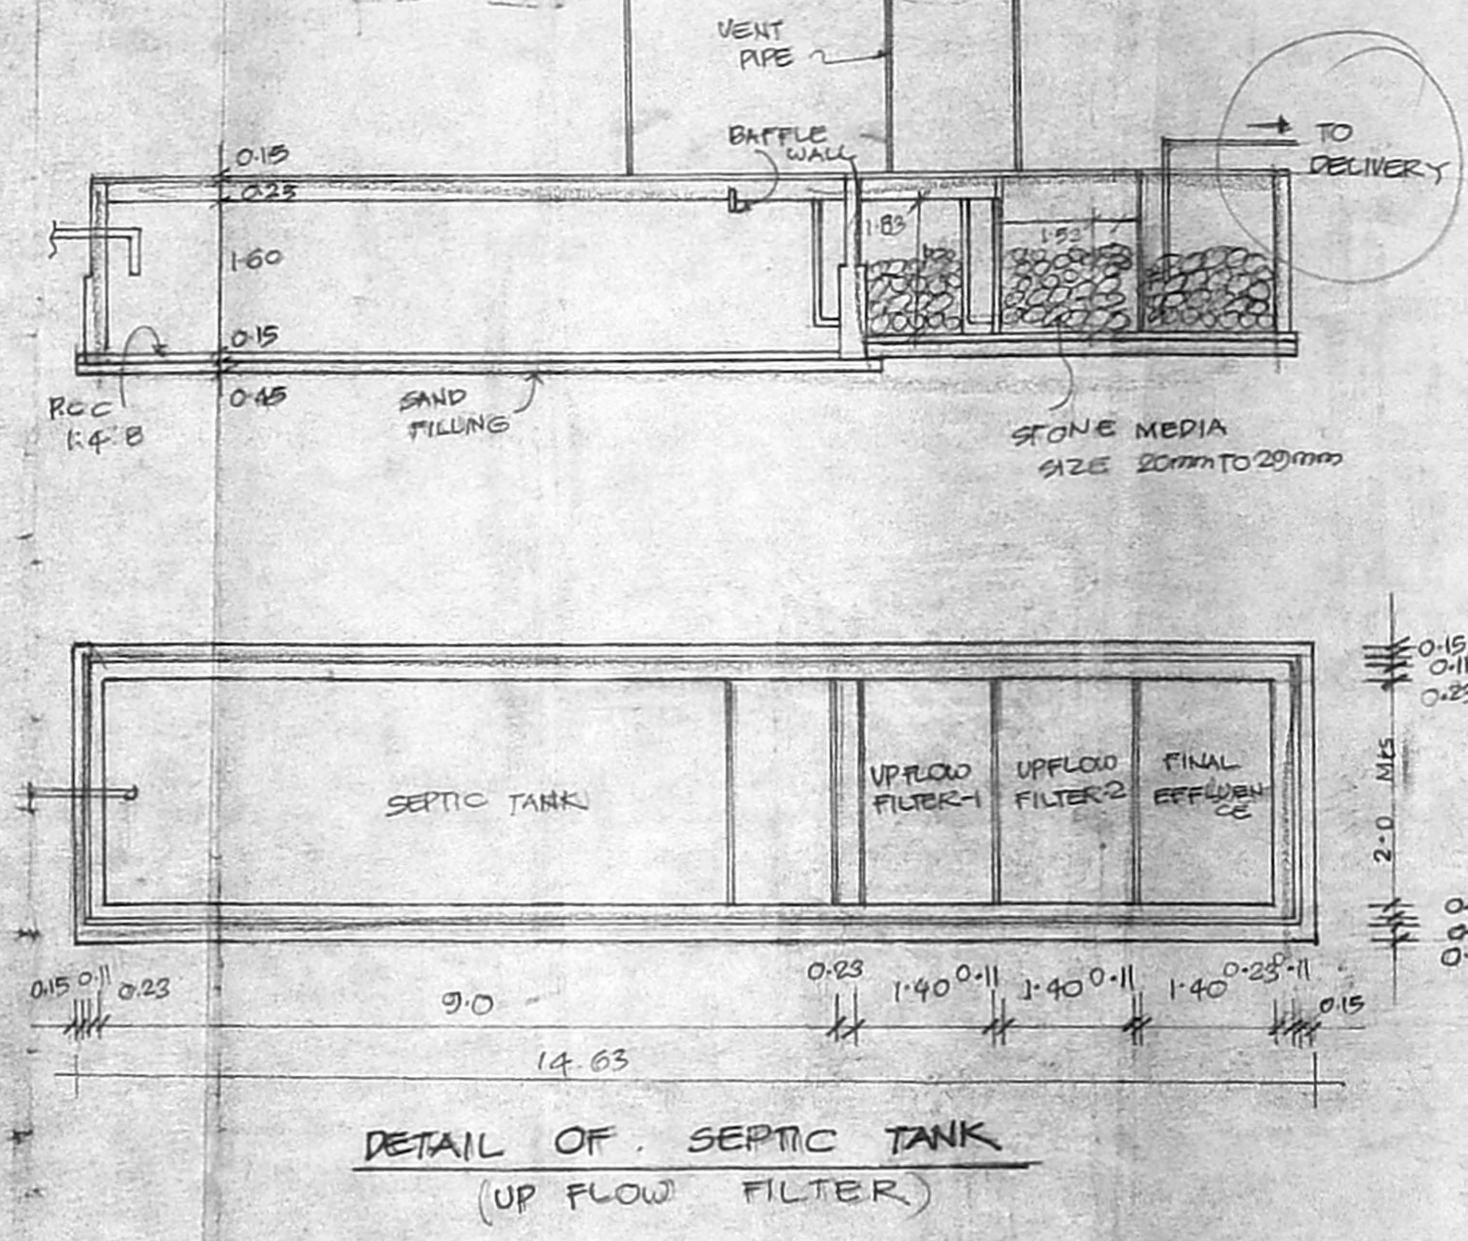 VENT
PIPE
BAFFLE
WALL
TO
DELIVERY
0.15
0.23
1.83
1.52
1.60
0.15
0.45
P.C.C
1:4:8
SAND
FILLING
STONE MEDIA
SIZE 20mm TO 29mm
0.15
0.11
0.23
SEPTIC TANK
UPFLOW
FILTER-1
UPFLOW
FILTER-2
FINAL
EFFLUEN-
CE
2.0 Mts
0.15 0.11 0.23
9.0
0.23
1.40 0.11 1.40 0.11 1.40 0.23 0.11
0.15
14.63
DETAIL OF. SEPTIC TANK
(UP FLOW FILTER)